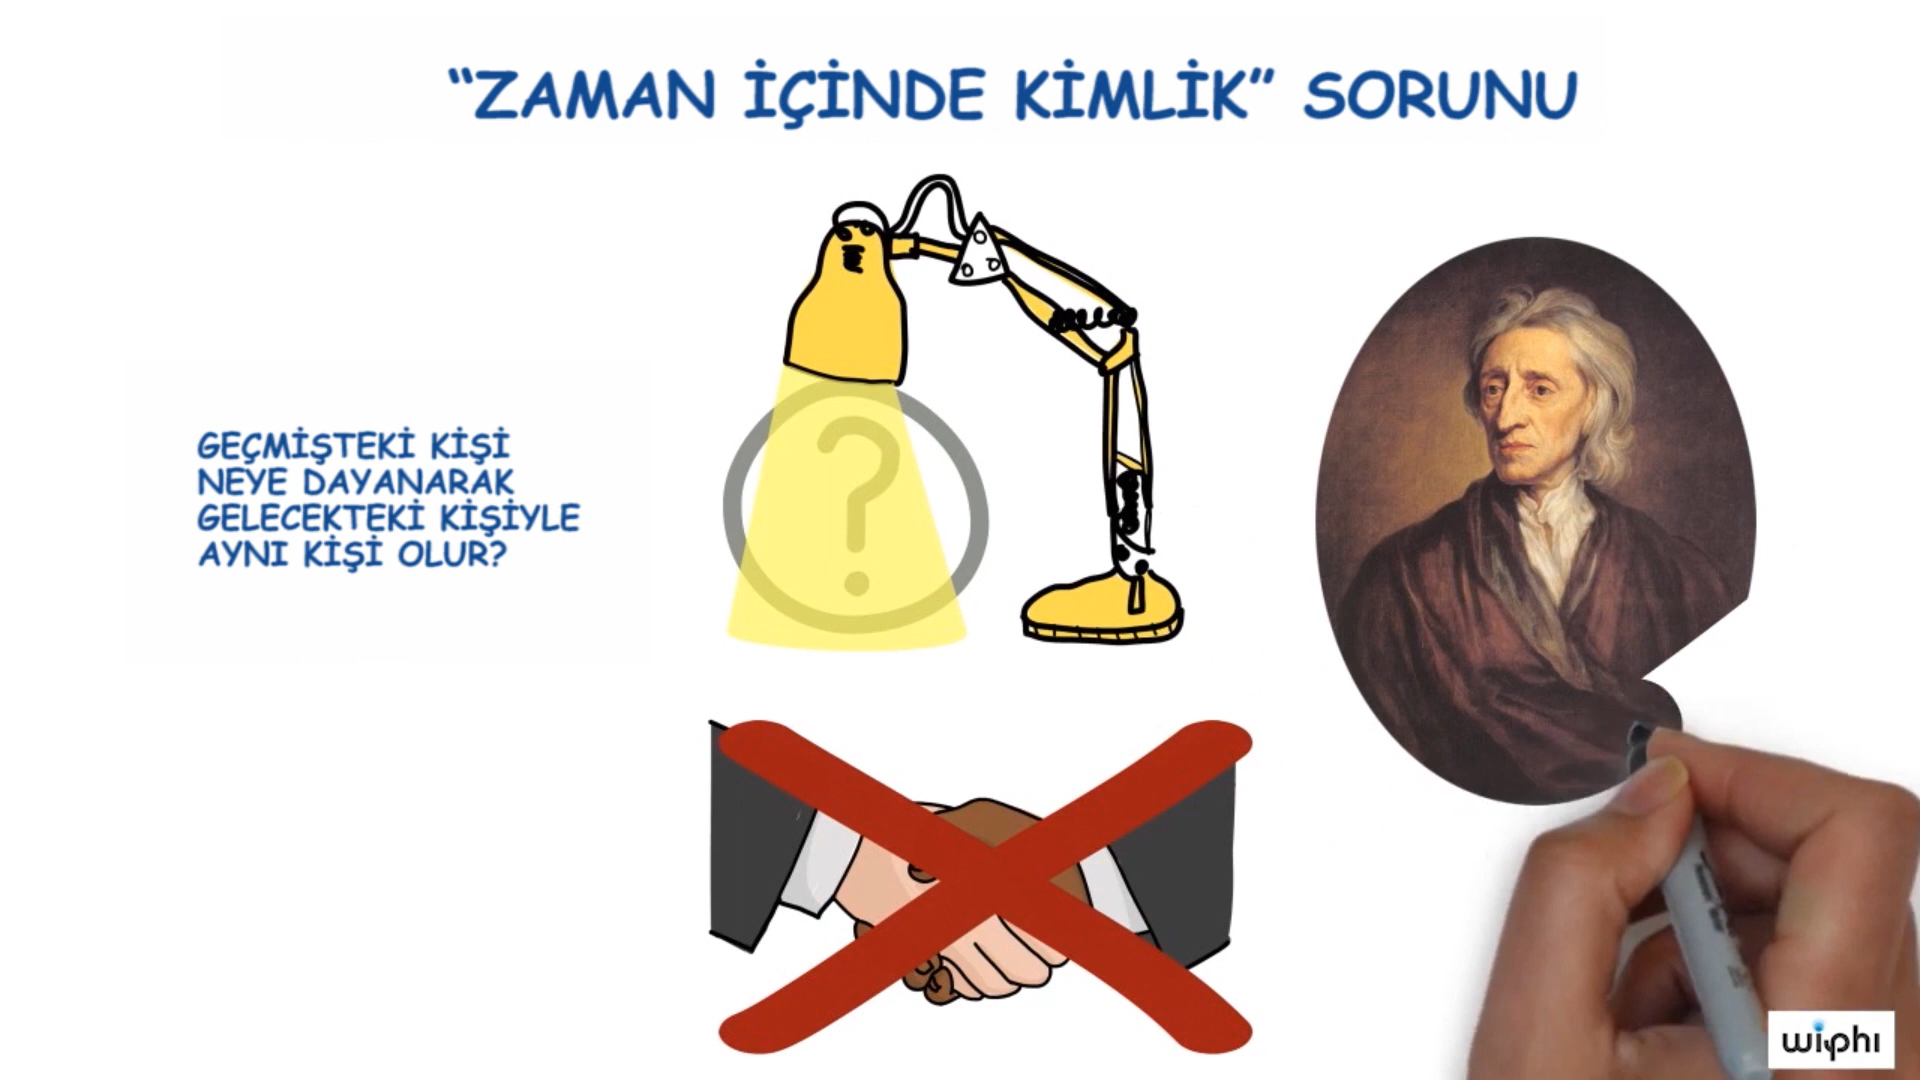 “ZAMAN İÇİNDE KİMLİK” SORUNU
GEÇMİŞTEKİ KİŞİ
NEYE DAYANARAK
GELECEKTEKİ KİŞİYLE
AYNI KİŞİ OLUR?
?
wiphi